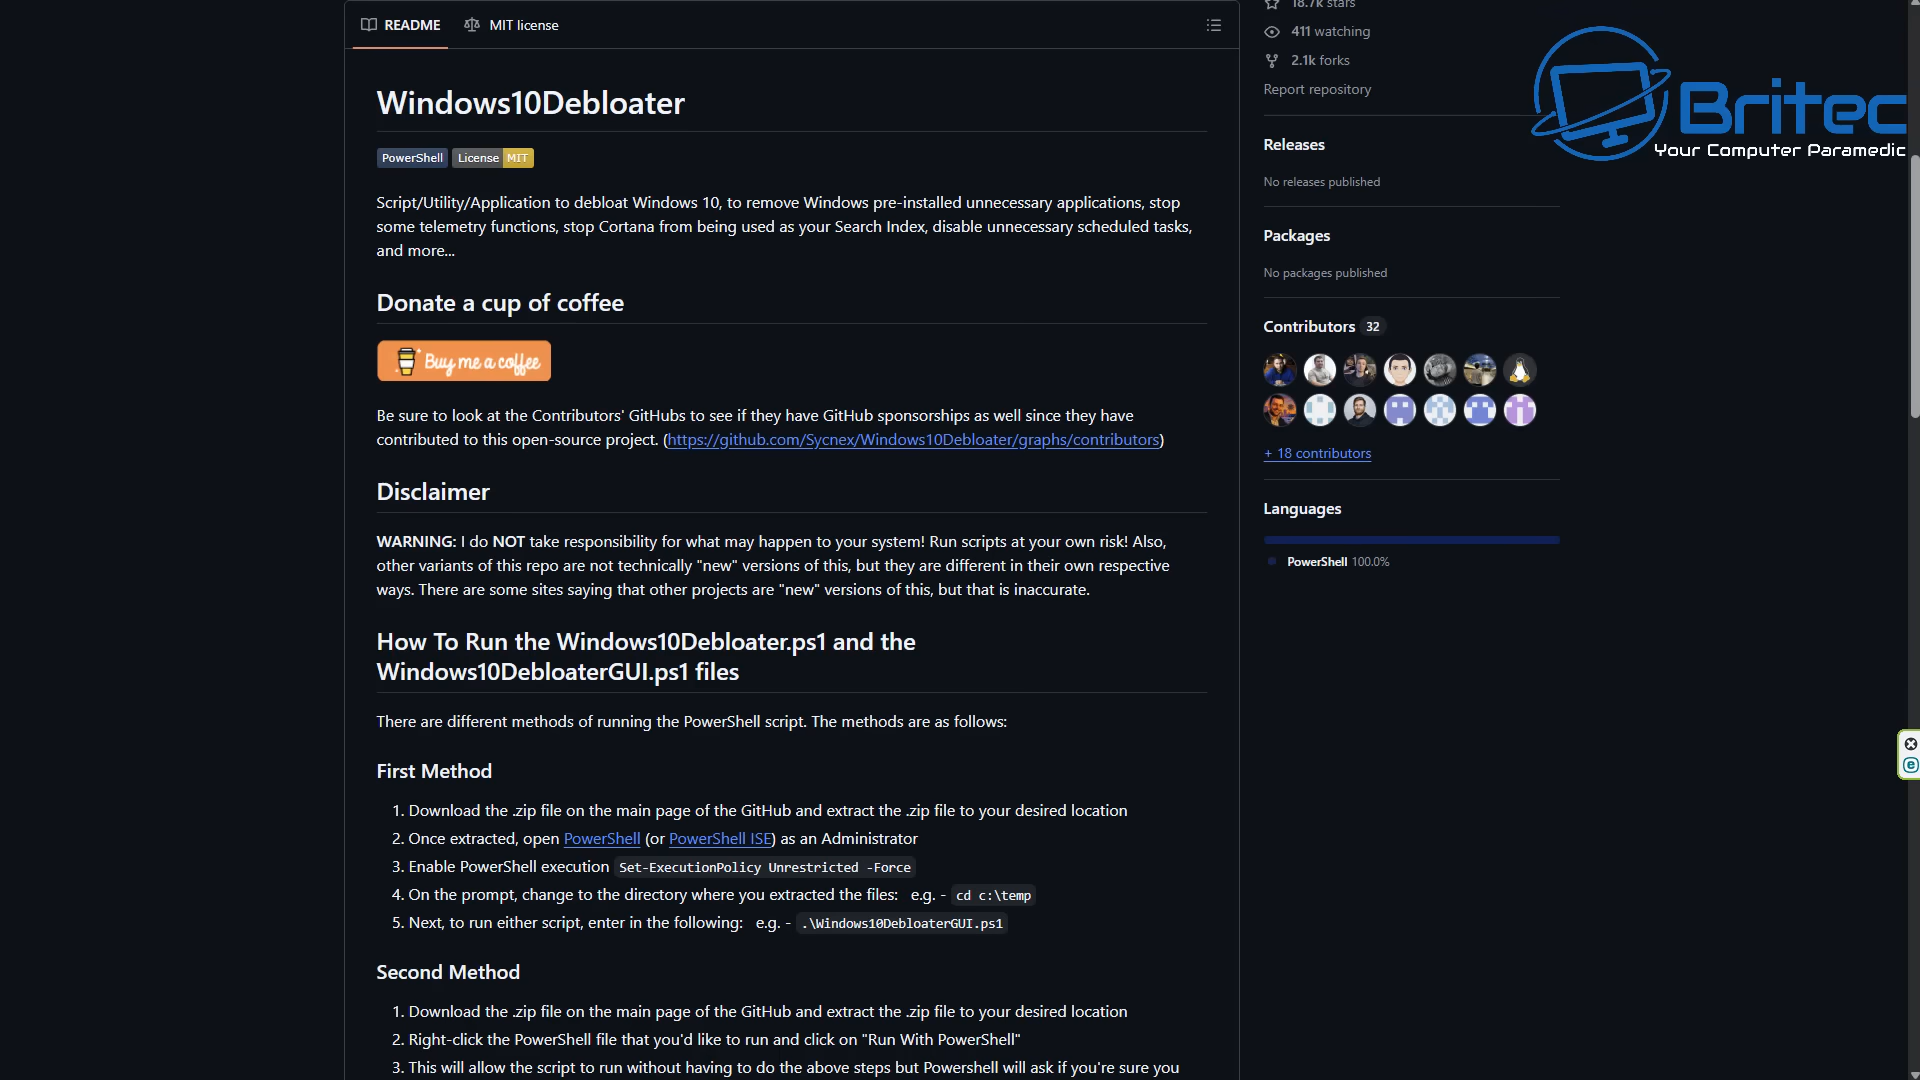 README
MIT license
Windows10Debloater
PowerShell
License MIT
Script/Utility/Application to debloat Windows 10, to remove Windows pre-installed unnecessary applications, stop
some telemetry functions, stop Cortana from being used as your Search Index, disable unnecessary scheduled tasks,
and more...
Donate a cup of coffee
Buy me a coffee
Be sure to look at the Contributors' GitHubs to see if they have GitHub sponsorships as well since they have
contributed to this open-source project. (https://github.com/Sycnex/Windows10Debloater/graphs/contributors)
Disclaimer
WARNING: I do NOT take responsibility for what may happen to your system! Run scripts at your own risk! Also,
other variants of this repo are not technically "new" versions of this, but they are different in their own respective
ways. There are some sites saying that other projects are "new" versions of this, but that is inaccurate.
How To Run the Windows10Debloater.ps1 and the
Windows10DebloaterGUI.ps1 files
There are different methods of running the PowerShell script. The methods are as follows:
First Method
1. Download the .zip file on the main page of the GitHub and extract the .zip file to your desired location
2. Once extracted, open PowerShell (or PowerShell ISE) as an Administrator
3. Enable PowerShell execution Set-ExecutionPolicy Unrestricted -Force
4. On the prompt, change to the directory where you extracted the files: e.g. - cd c:\temp
5. Next, to run either script, enter in the following: e.g. - .\Windows10DebloaterGUI.ps1
Second Method
1. Download the .zip file on the main page of the GitHub and extract the .zip file to your desired location
2. Right-click the PowerShell file that you'd like to run and click on "Run With PowerShell"
3. This will allow the script to run without having to do the above steps but Powershell will ask if you're sure you
18.7k stars
411 watching
2.1k forks
Report repository
Releases
No releases published
Packages
No packages published
Contributors 32
+ 18 contributors
Languages
PowerShell 100.0%
Britec
Your Computer Paramedic